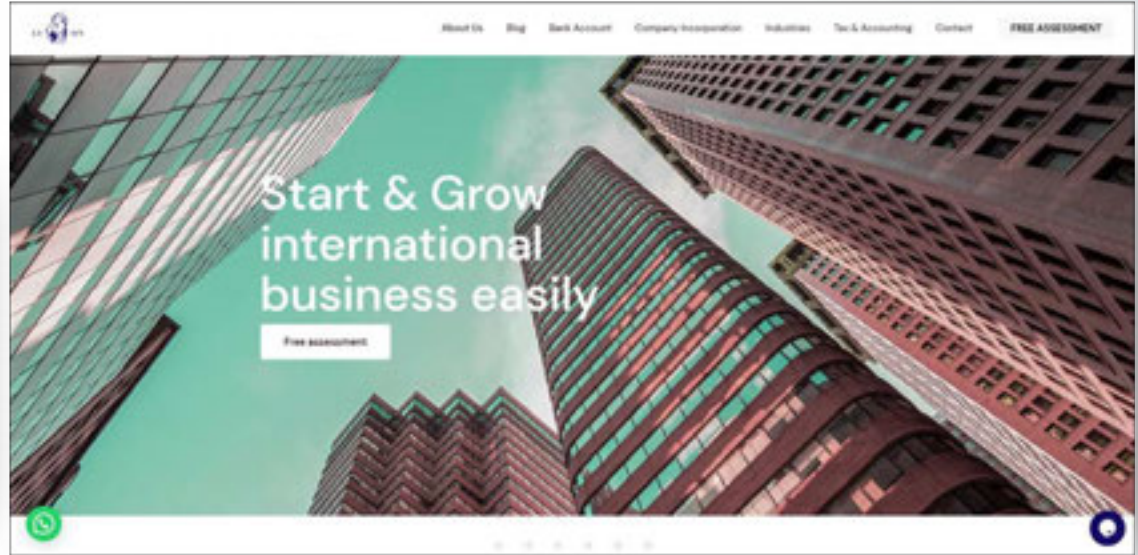 About Us Blog Bank Account Company Incorporation Industries Tax & Accounting Contact FREE ASSESSMENT
Start & Grow
international
business easily
Free assessment